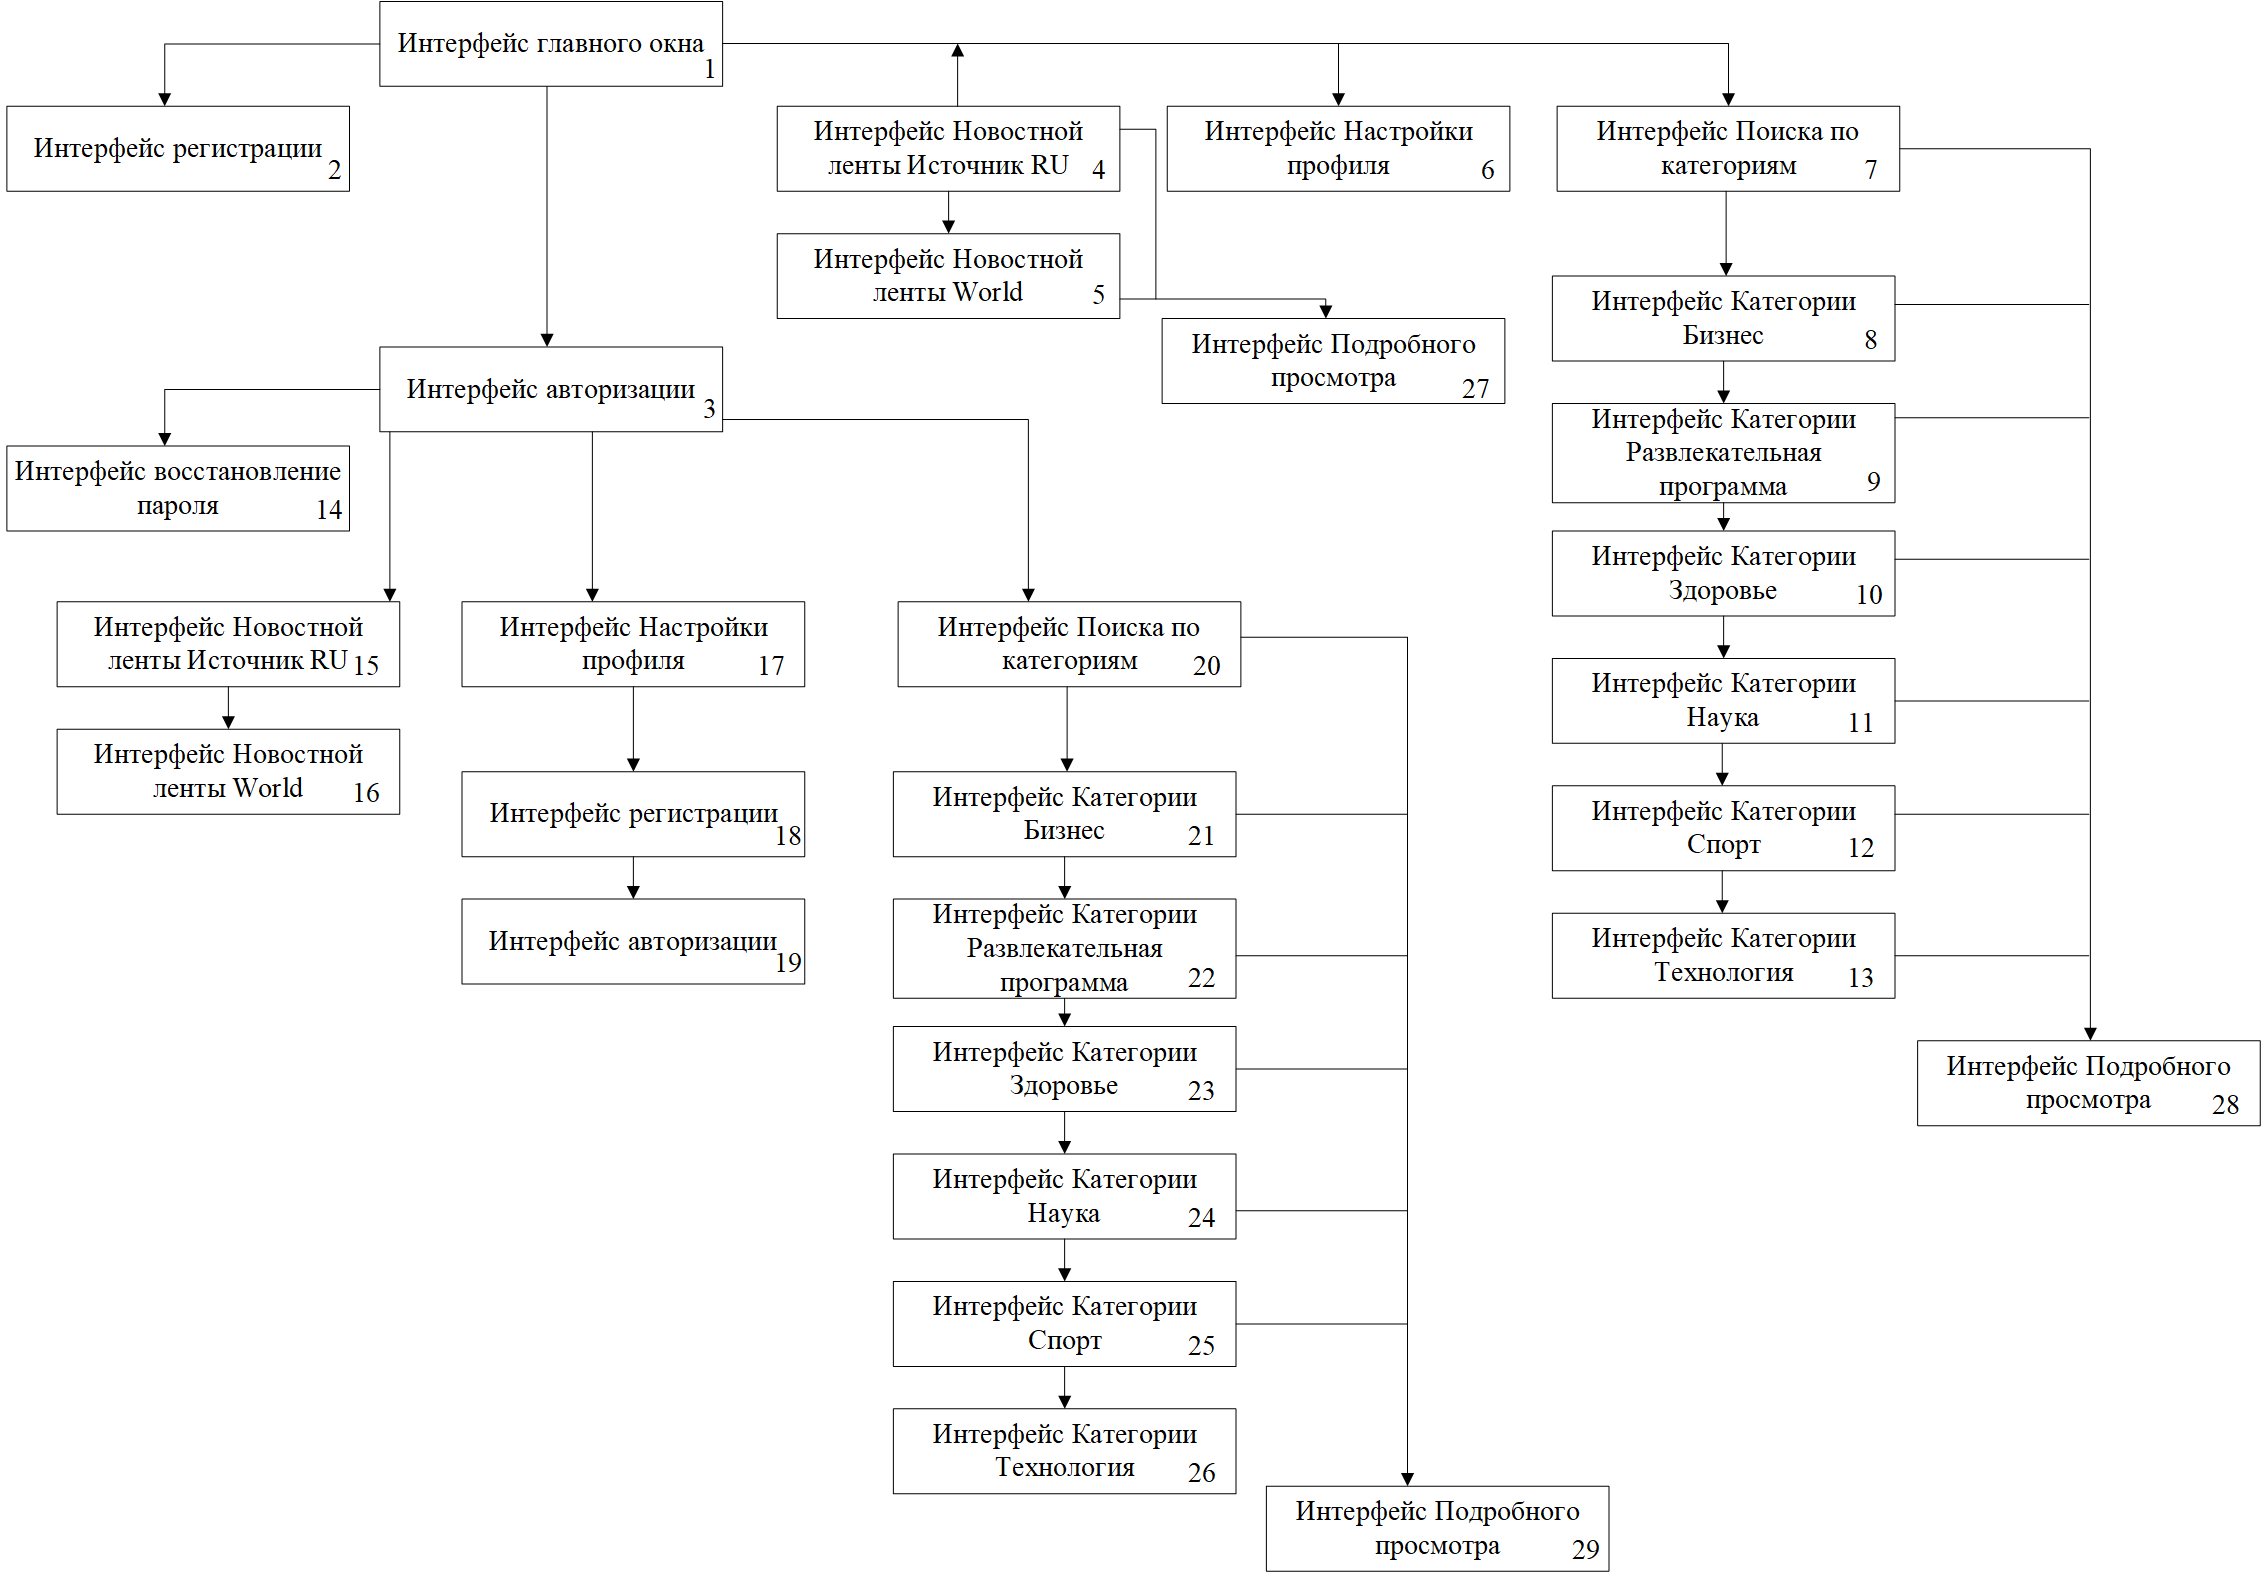 Интерфейс главного окна
1
Интерфейс регистрации
2
Интерфейс Новостной
ленты Источник RU
4
Интерфейс Настройки
профиля
6
Интерфейс Поиска по
категориям
7
Интерфейс Новостной
ленты World
5
Интерфейс Подробного
просмотра
27
Интерфейс Категории
Бизнес
8
Интерфейс авторизации
3
Интерфейс Категории
Развлекательная
программа
9
Интерфейс восстановление
пароля
14
Интерфейс Категории
Здоровье
10
Интерфейс Новостной
ленты Источник RU
15
Интерфейс Настройки
профиля
17
Интерфейс Поиска по
категориям
20
Интерфейс Категории
Наука
11
Интерфейс Новостной
ленты World
16
Интерфейс регистрации
18
Интерфейс Категории
Бизнес
21
Интерфейс Категории
Спорт
12
Интерфейс авторизации
19
Интерфейс Категории
Развлекательная
программа
22
Интерфейс Категории
Технология
13
Интерфейс Категории
Здоровье
23
Интерфейс Подробного
просмотра
28
Интерфейс Категории
Наука
24
Интерфейс Категории
Спорт
25
Интерфейс Категории
Технология
26
Интерфейс Подробного
просмотра
29